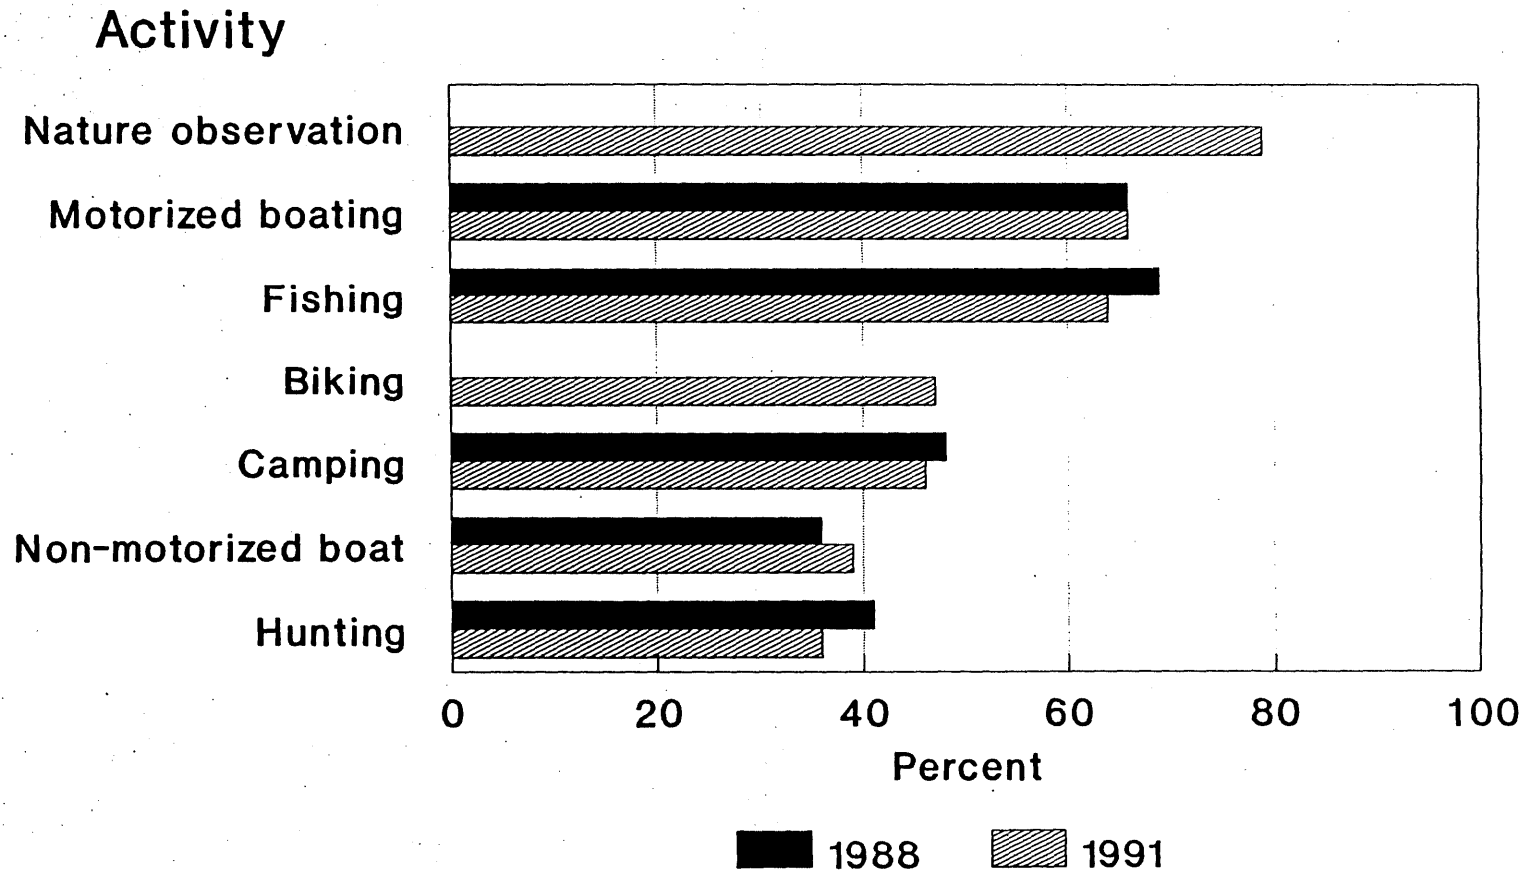 Activity
Nature observation
Motorized boating
Fishing
Biking
Camping
Non-motorized boat
Hunting
0 20 40 60 80 100
Percent
1988 1991